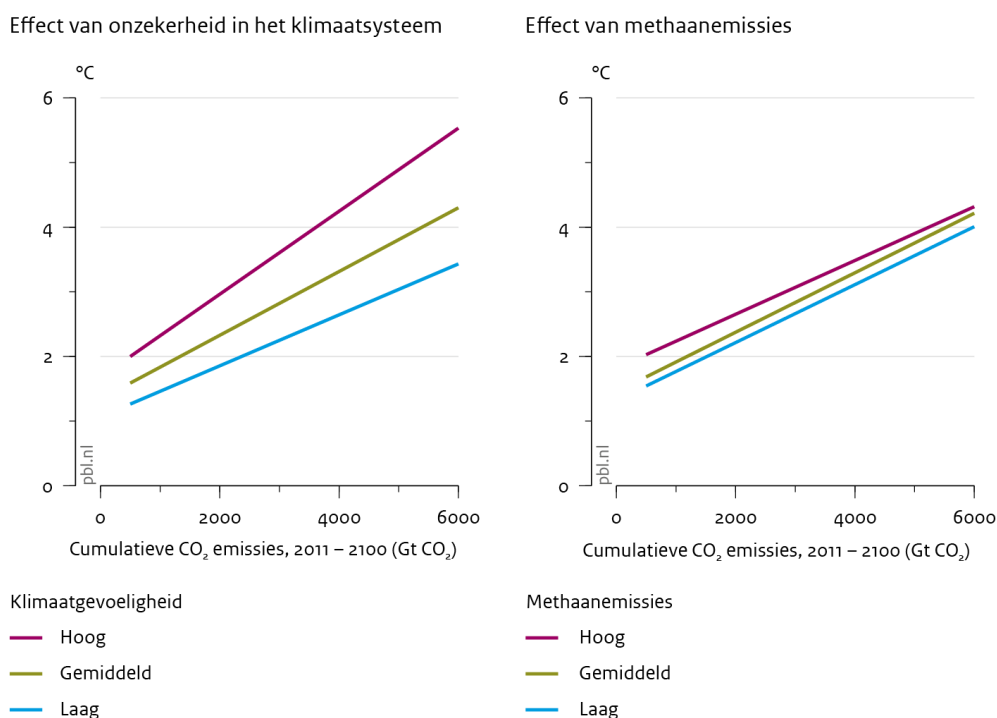 Effect van onzekerheid in het klimaatsysteem
°C
6
4
2
0
pbl.nl
0 2000 4000 6000
Cumulatieve CO₂ emissies, 2011 – 2100 (Gt CO₂)
Klimaatgevoeligheid
Hoog
Gemiddeld
Laag
Effect van methaanemissies
°C
6
4
2
0
pbl.nl
0 2000 4000 6000
Cumulatieve CO₂ emissies, 2011 – 2100 (Gt CO₂)
Methaanemissies
Hoog
Gemiddeld
Laag